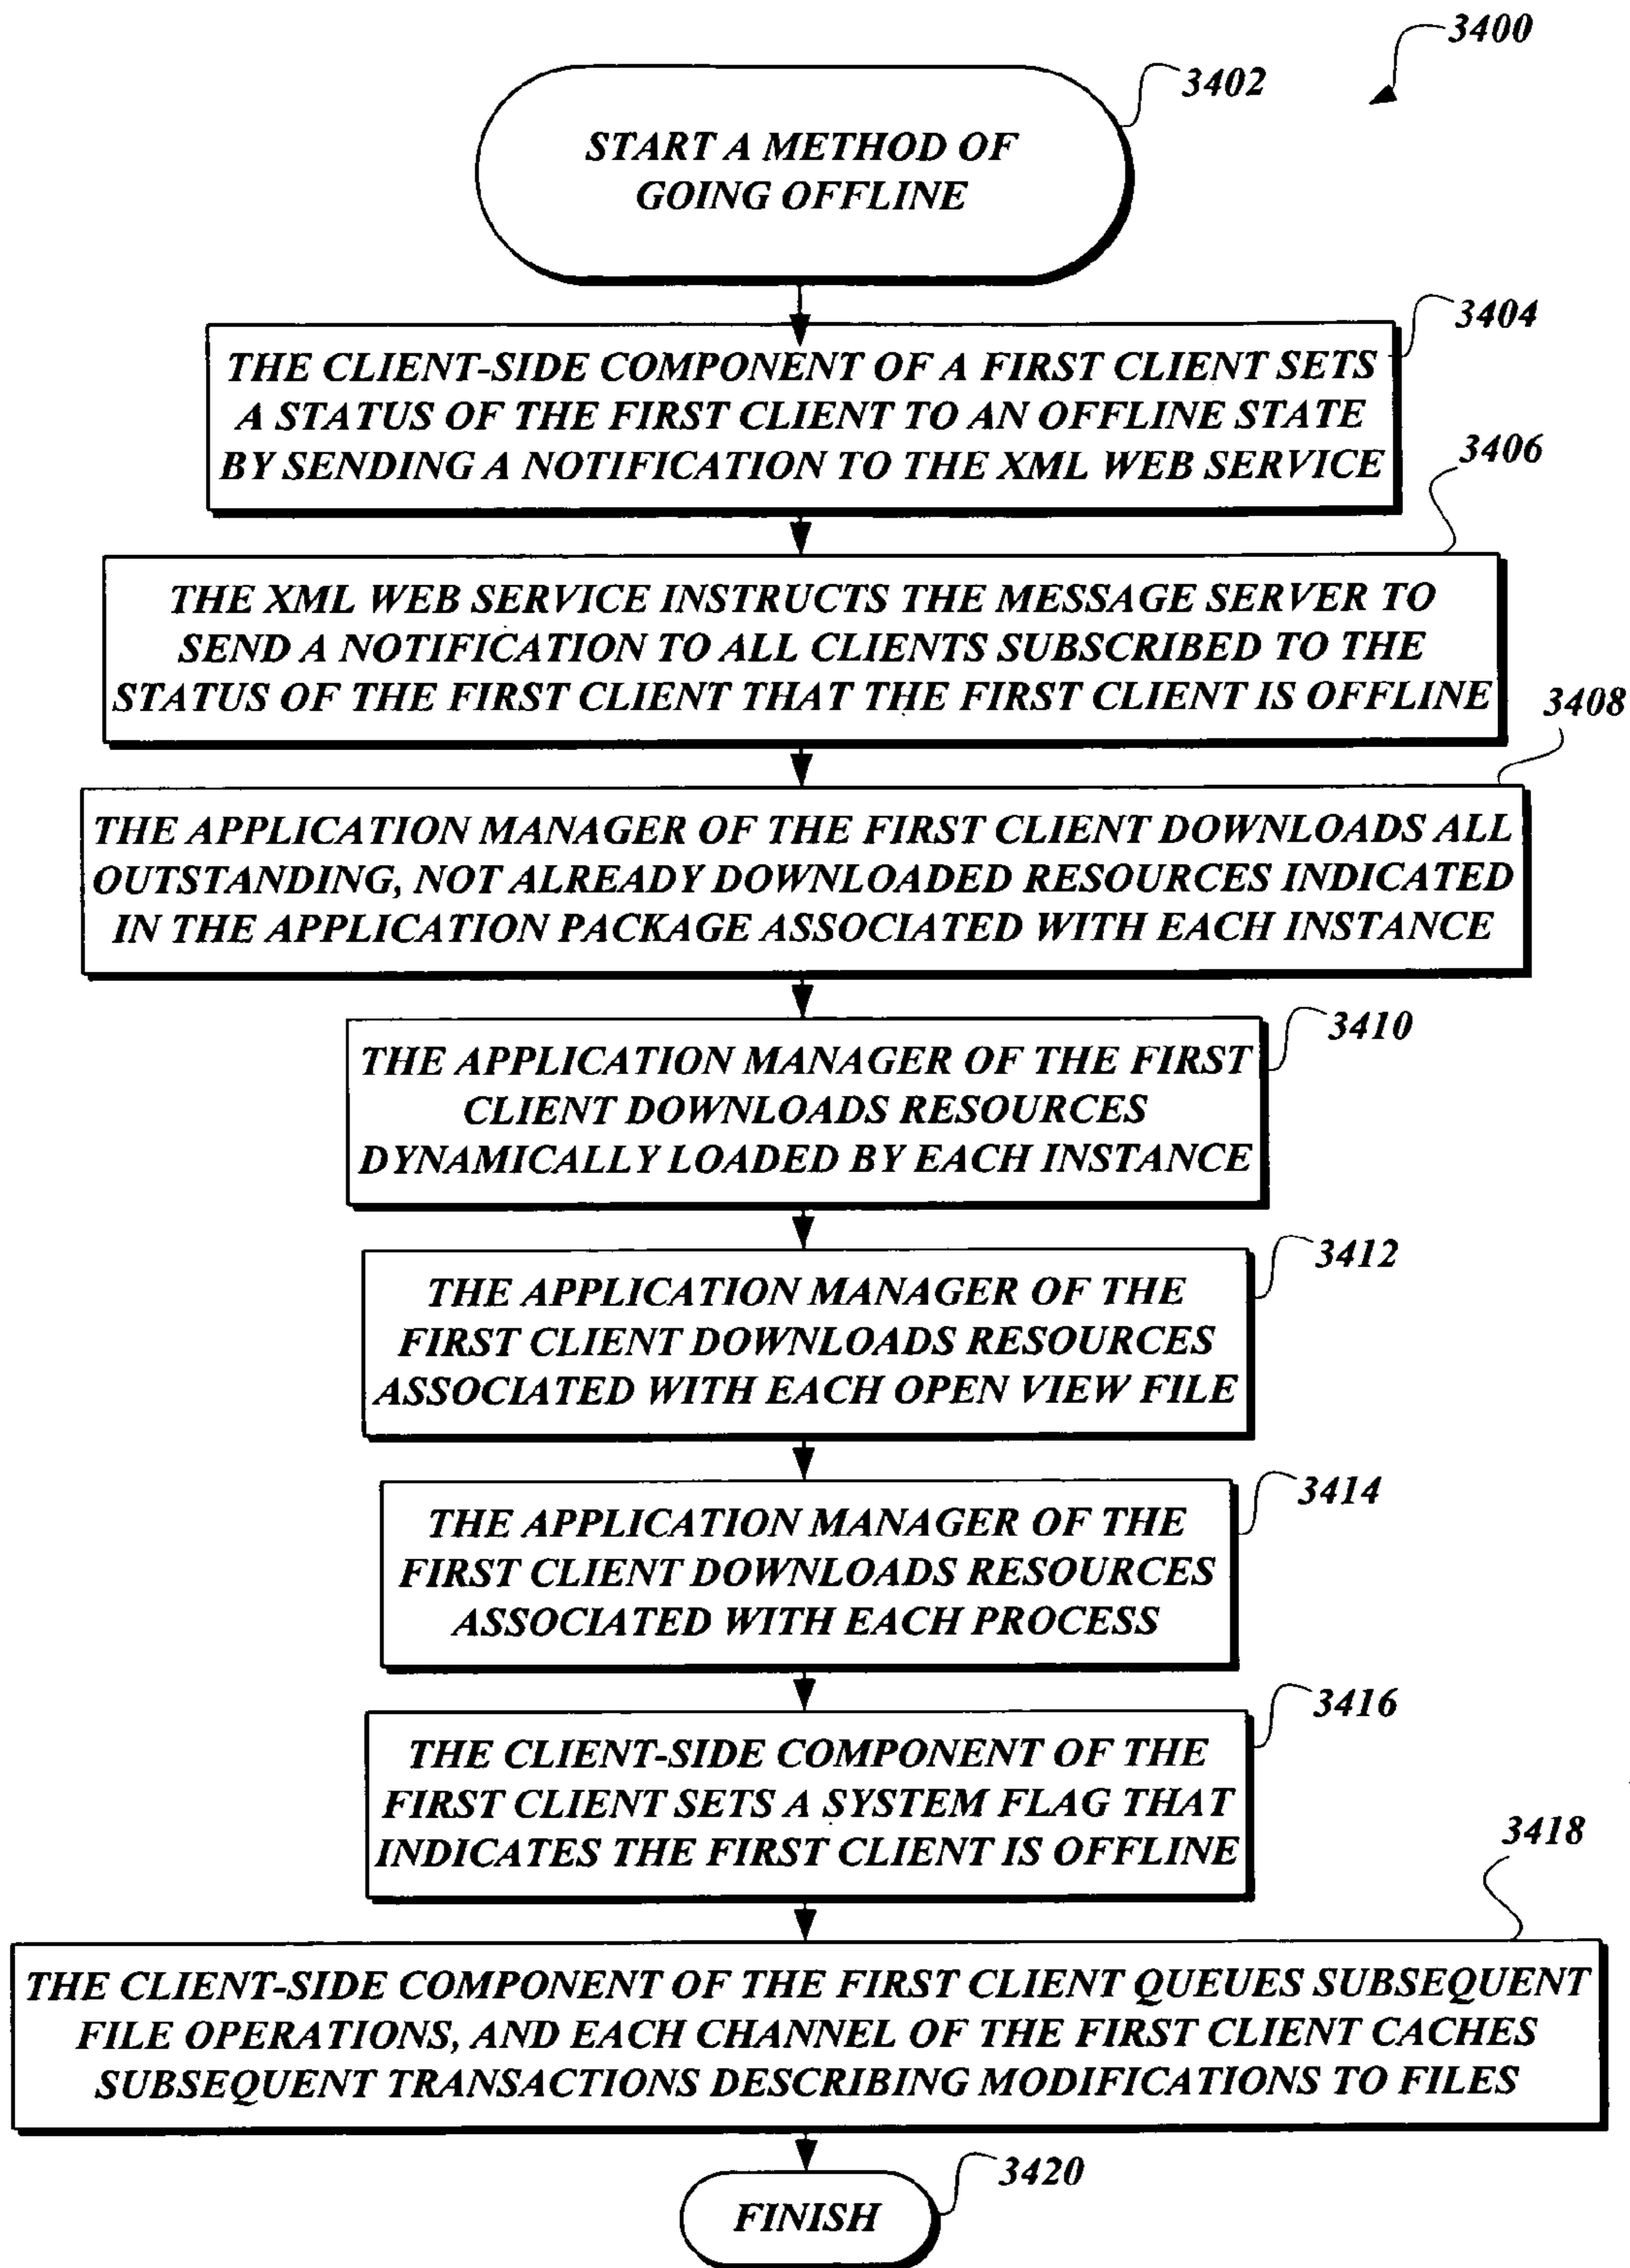 3400
3402
START A METHOD OF
GOING OFFLINE
3404
THE CLIENT-SIDE COMPONENT OF A FIRST CLIENT SETS
A STATUS OF THE FIRST CLIENT TO AN OFFLINE STATE
BY SENDING A NOTIFICATION TO THE XML WEB SERVICE
3406
THE XML WEB SERVICE INSTRUCTS THE MESSAGE SERVER TO
SEND A NOTIFICATION TO ALL CLIENTS SUBSCRIBED TO THE
STATUS OF THE FIRST CLIENT THAT THE FIRST CLIENT IS OFFLINE
3408
THE APPLICATION MANAGER OF THE FIRST CLIENT DOWNLOADS ALL
OUTSTANDING, NOT ALREADY DOWNLOADED RESOURCES INDICATED
IN THE APPLICATION PACKAGE ASSOCIATED WITH EACH INSTANCE
3410
THE APPLICATION MANAGER OF THE FIRST
CLIENT DOWNLOADS RESOURCES
DYNAMICALLY LOADED BY EACH INSTANCE
3412
THE APPLICATION MANAGER OF THE
FIRST CLIENT DOWNLOADS RESOURCES
ASSOCIATED WITH EACH OPEN VIEW FILE
3414
THE APPLICATION MANAGER OF THE
FIRST CLIENT DOWNLOADS RESOURCES
ASSOCIATED WITH EACH PROCESS
3416
THE CLIENT-SIDE COMPONENT OF THE
FIRST CLIENT SETS A SYSTEM FLAG THAT
INDICATES THE FIRST CLIENT IS OFFLINE
3418
THE CLIENT-SIDE COMPONENT OF THE FIRST CLIENT QUEUES SUBSEQUENT
FILE OPERATIONS, AND EACH CHANNEL OF THE FIRST CLIENT CACHES
SUBSEQUENT TRANSACTIONS DESCRIBING MODIFICATIONS TO FILES
3420
FINISH